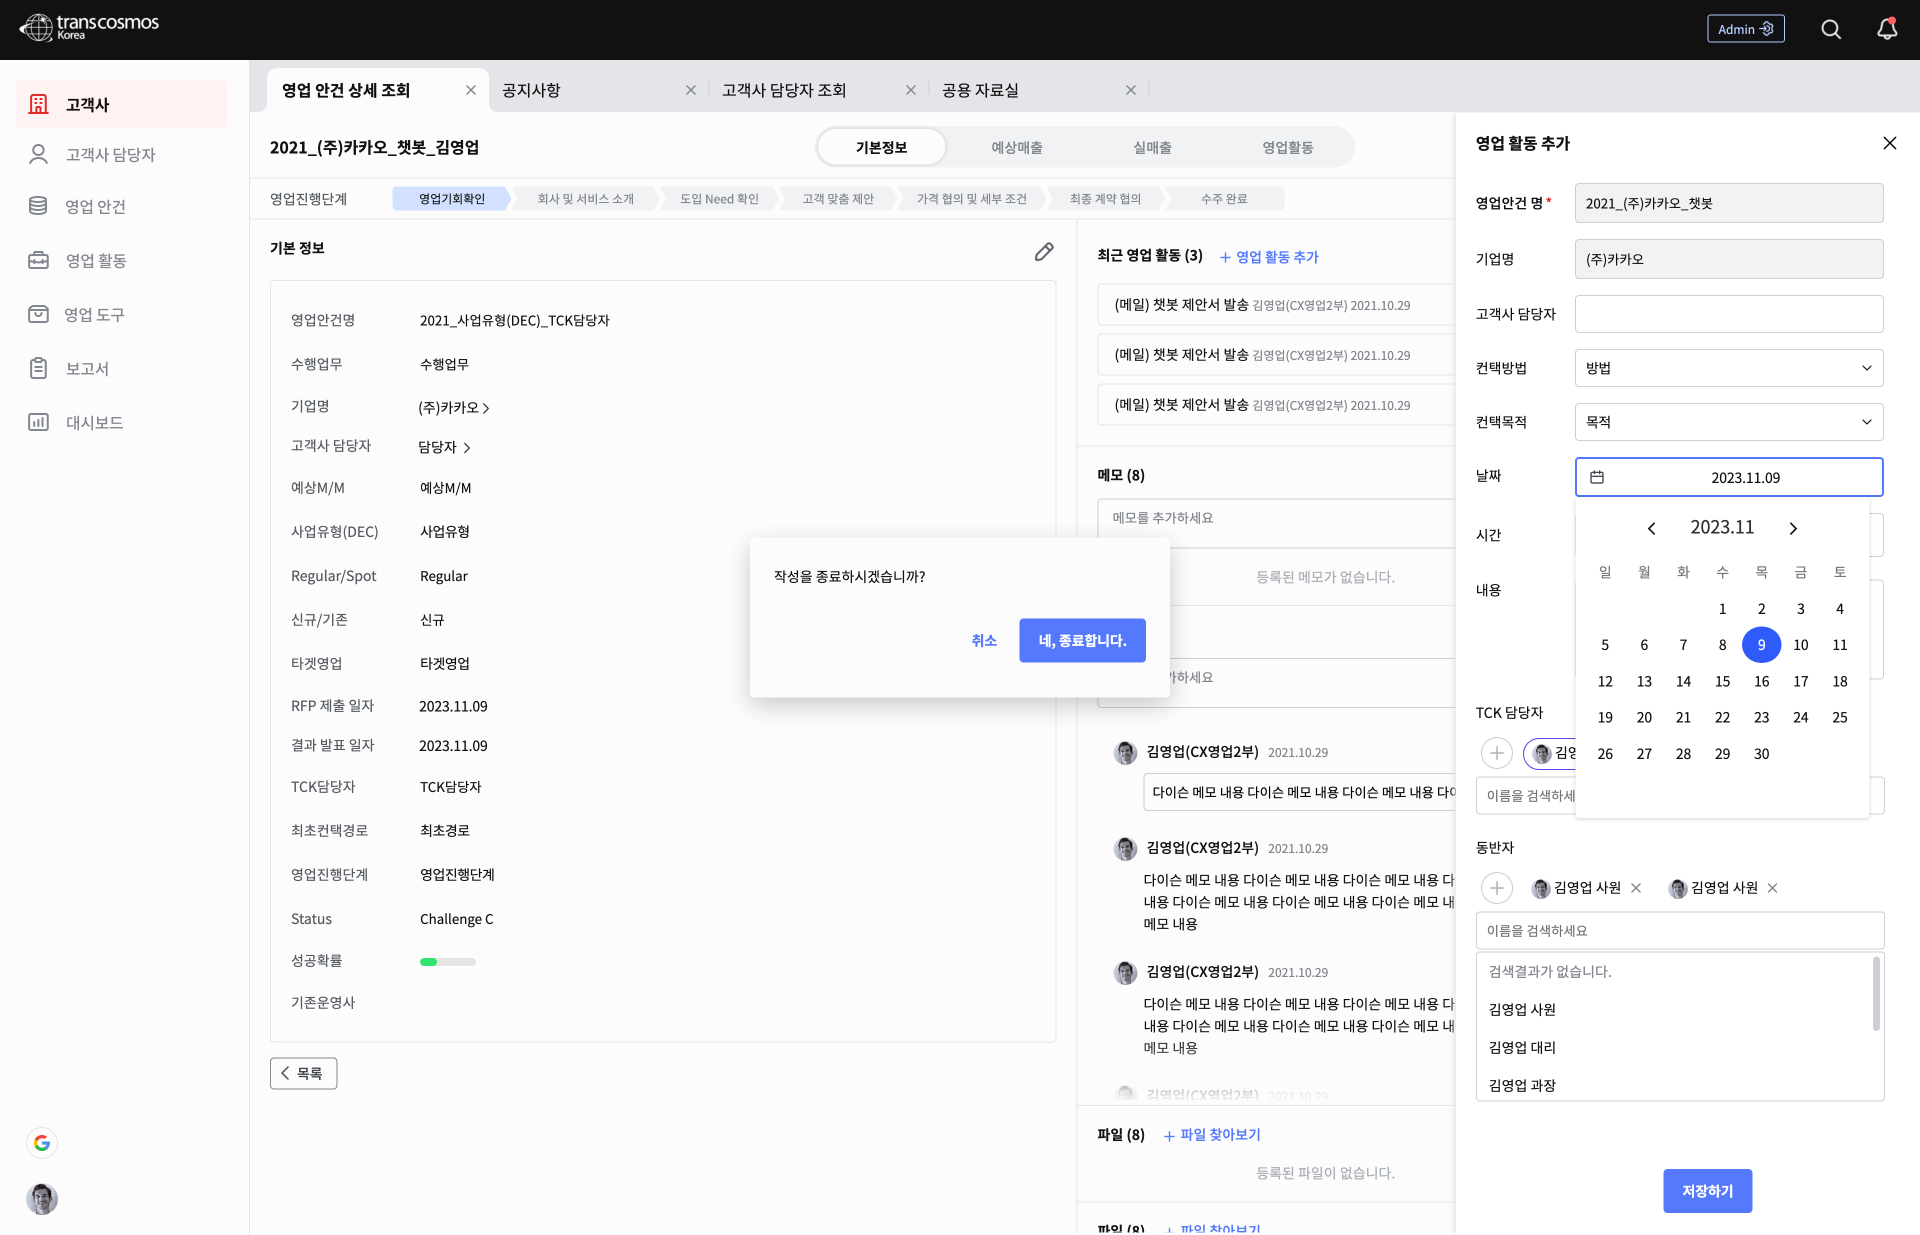 transcosmos
Korea
Admin
고객사
고객사 담당자
영업 안건
영업 활동
영업 도구
보고서
대시보드
영업 안건 상세 조회
공지사항
고객사 담당자 조회
공용 자료실
2021_(주)카카오_챗봇_김영업
기본정보
예상매출
실매출
영업활동
영업진행단계
영업기회확인
회사 및 서비스 소개
도입 Need 확인
고객 맞춤 제안
가격 협의 및 세부 조건
최종 계약 협의
수주 완료
기본 정보
영업안건명 2021_사업유형(DEC)_TCK담당자
수행업무 수행업무
기업명 (주)카카오
고객사 담당자 담당자
예상M/M 예상M/M
사업유형(DEC) 사업유형
Regular/Spot Regular
신규/기존 신규
타겟영업 타겟영업
RFP 제출 일자 2023.11.09
결과 발표 일자 2023.11.09
TCK담당자 TCK담당자
최초컨택경로 최초경로
영업진행단계 영업진행단계
Status Challenge C
성공확률
기존운영사
목록
최근 영업 활동 (3) + 영업 활동 추가
(메일) 챗봇 제안서 발송 김영업(CX영업2부) 2021.10.29
(메일) 챗봇 제안서 발송 김영업(CX영업2부) 2021.10.29
(메일) 챗봇 제안서 발송 김영업(CX영업2부) 2021.10.29
메모 (8)
메모를 추가하세요
등록된 메모가 없습니다.
가하세요
작성을 종료하시겠습니까?
취소
네, 종료합니다.
김영업(CX영업2부) 2021.10.29
다이슨 메모 내용 다이슨 메모 내용 다이슨 메모 내용 다이
김영업(CX영업2부) 2021.10.29
다이슨 메모 내용 다이슨 메모 내용 다이슨 메모 내용 다
내용 다이슨 메모 내용 다이슨 메모 내용 다이슨 메모 내
메모 내용
김영업(CX영업2부) 2021.10.29
다이슨 메모 내용 다이슨 메모 내용 다이슨 메모 내용 다
내용 다이슨 메모 내용 다이슨 메모 내용 다이슨 메모 내
메모 내용
김영업(CX영업2부) 2021.10.29
파일 (8) + 파일 찾아보기
등록된 파일이 없습니다.
파일 (8) + 파일 찾아보기
영업 활동 추가
영업안건 명* 2021_(주)카카오_챗봇
기업명 (주)카카오
고객사 담당자
컨택방법 방법
컨택목적 목적
날짜 2023.11.09
시간
내용
2023.11
일 월 화 수 목 금 토
1 2 3 4
5 6 7 8 9 10 11
12 13 14 15 16 17 18
19 20 21 22 23 24 25
26 27 28 29 30
TCK 담당자
김영
이름을 검색하세
동반자
김영업 사원 김영업 사원
이름을 검색하세요
검색결과가 없습니다.
김영업 사원
김영업 대리
김영업 과장
저장하기